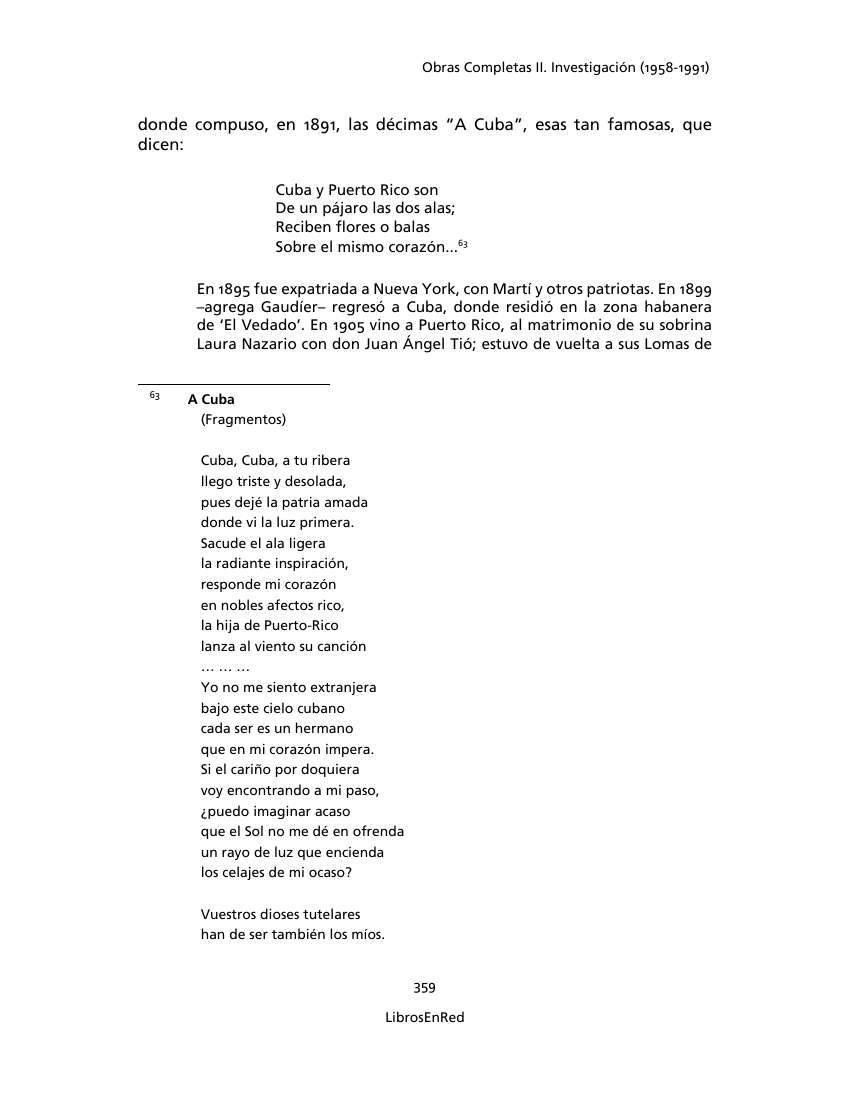 Obras Completas II. Investigación (1958-1991)
donde compuso, en 1891, las décimas “A Cuba”, esas tan famosas, que
dicen:
Cuba y Puerto Rico son
De un pájaro las dos alas;
Reciben flores o balas
Sobre el mismo corazón...63
En 1895 fue expatriada a Nueva York, con Martí y otros patriotas. En 1899
–agrega Gaudíer– regresó a Cuba, donde residió en la zona habanera
de ‘El Vedado’. En 1905 vino a Puerto Rico, al matrimonio de su sobrina
Laura Nazario con don Juan Ángel Tió; estuvo de vuelta a sus Lomas de
63 A Cuba
(Fragmentos)
Cuba, Cuba, a tu ribera
llego triste y desolada,
pues dejé la patria amada
donde vi la luz primera.
Sacude el ala ligera
la radiante inspiración,
responde mi corazón
en nobles afectos rico,
la hija de Puerto-Rico
lanza al viento su canción
… … …
Yo no me siento extranjera
bajo este cielo cubano
cada ser es un hermano
que en mi corazón impera.
Si el cariño por doquiera
voy encontrando a mi paso,
¿puedo imaginar acaso
que el Sol no me dé en ofrenda
un rayo de luz que encienda
los celajes de mi ocaso?
Vuestros dioses tutelares
han de ser también los míos.
359
LibrosEnRed